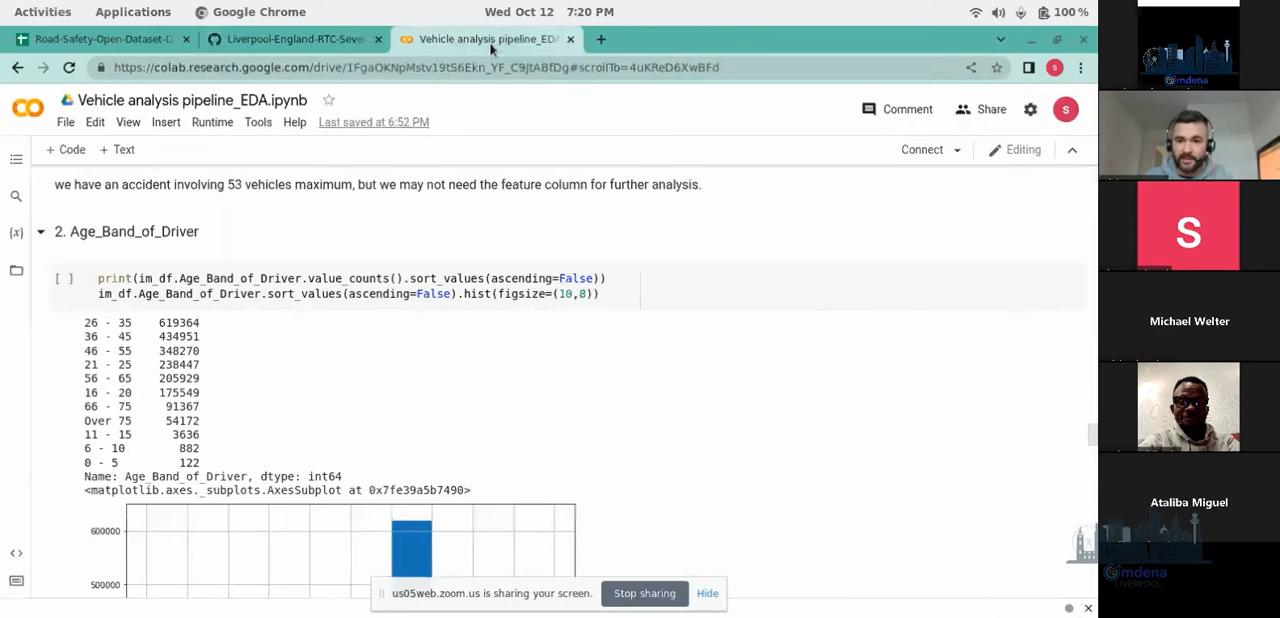 Activities Applications Google Chrome Wed Oct 12 7:20 PM 100 %
Road-Safety-Open-Dataset-D Liverpool-England-RTC-Sever Vehicle analysis pipeline_EDA
https://colab.research.google.com/drive/
Vehicle analysis pipeline_EDA.ipynb
S
Comment Share
File Edit View Insert Runtime Tools Help Last saved at 6:52 PM
+ Code + Text Connect Editing
we have an accident involving 53 vehicles maximum, but we may not need the feature column for further analysis.
2. Age_Band_of_Driver
[ ] print(im_df.Age_Band_of_Driver.value_counts().sort_values(ascending=False))
im_df.Age_Band_of_Driver.sort_values(ascending=False).hist(figsize=(10,8))
26 - 35 619364
36 - 45 434951
46 - 55 348270
21 - 25 238447
56 - 65 205929
16 - 20 175549
66 - 75 91367
Over 75 54172
11 - 15 3636
6 - 10 882
0 - 5 122
Name: Age_Band_of_Driver, dtype: int64
<matplotlib.axes._subplots.AxesSubplot at 0x7fe39a5b7490>
600000
500000
us05web.zoom.us is sharing your screen. Stop sharing Hide
imdena
S
Michael Welter
Ataliba Miguel
imdena
LIVERPOOL